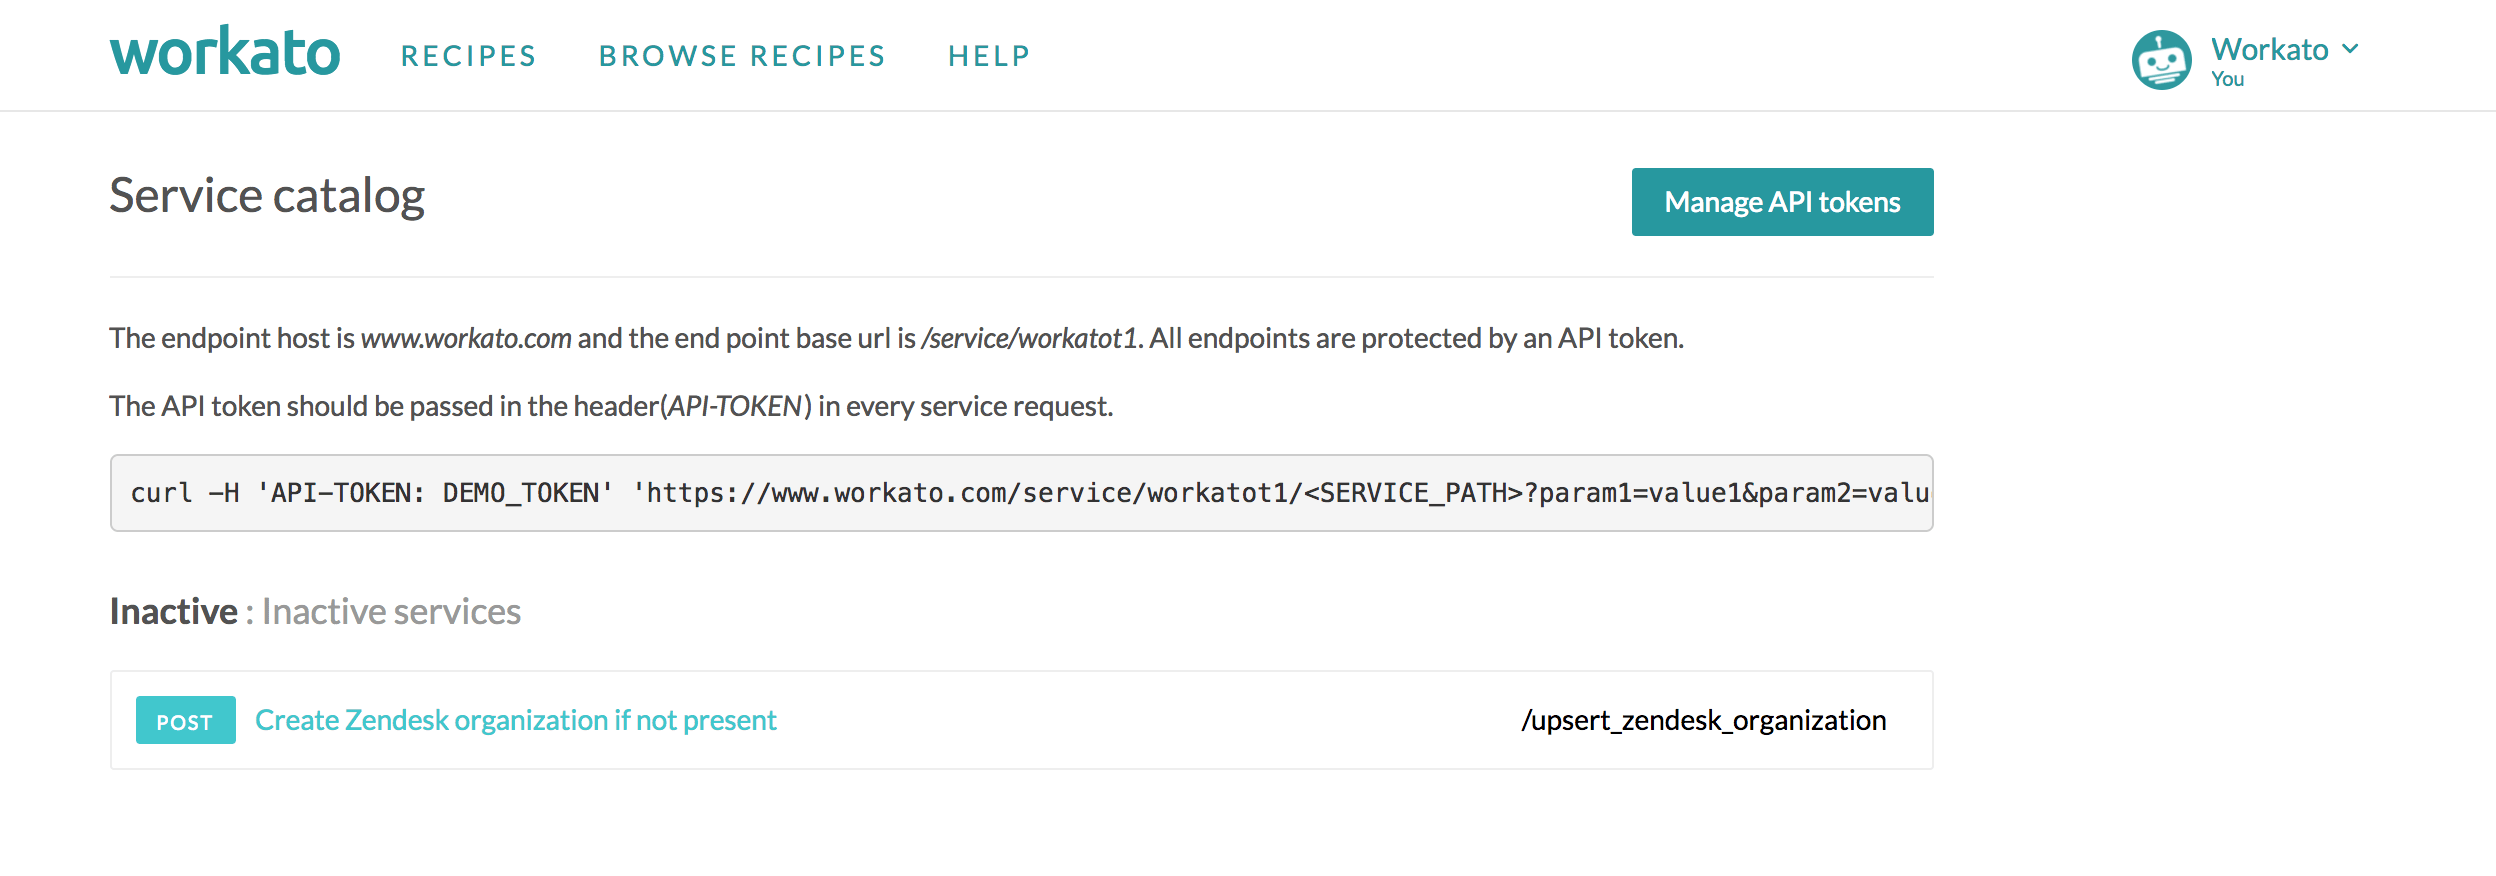 workato RECIPES BROWSE RECIPES HELP Workato
You
Service catalog Manage API tokens
The endpoint host is www.workato.com and the end point base url is /service/workatot1. All endpoints are protected by an API token.
The API token should be passed in the header(API-TOKEN) in every service request.
curl -H 'API-TOKEN: DEMO_TOKEN' 'https://www.workato.com/service/workatot1/<SERVICE_PATH>?param1=value1&param2=valu
Inactive : Inactive services
POST Create Zendesk organization if not present /upsert_zendesk_organization